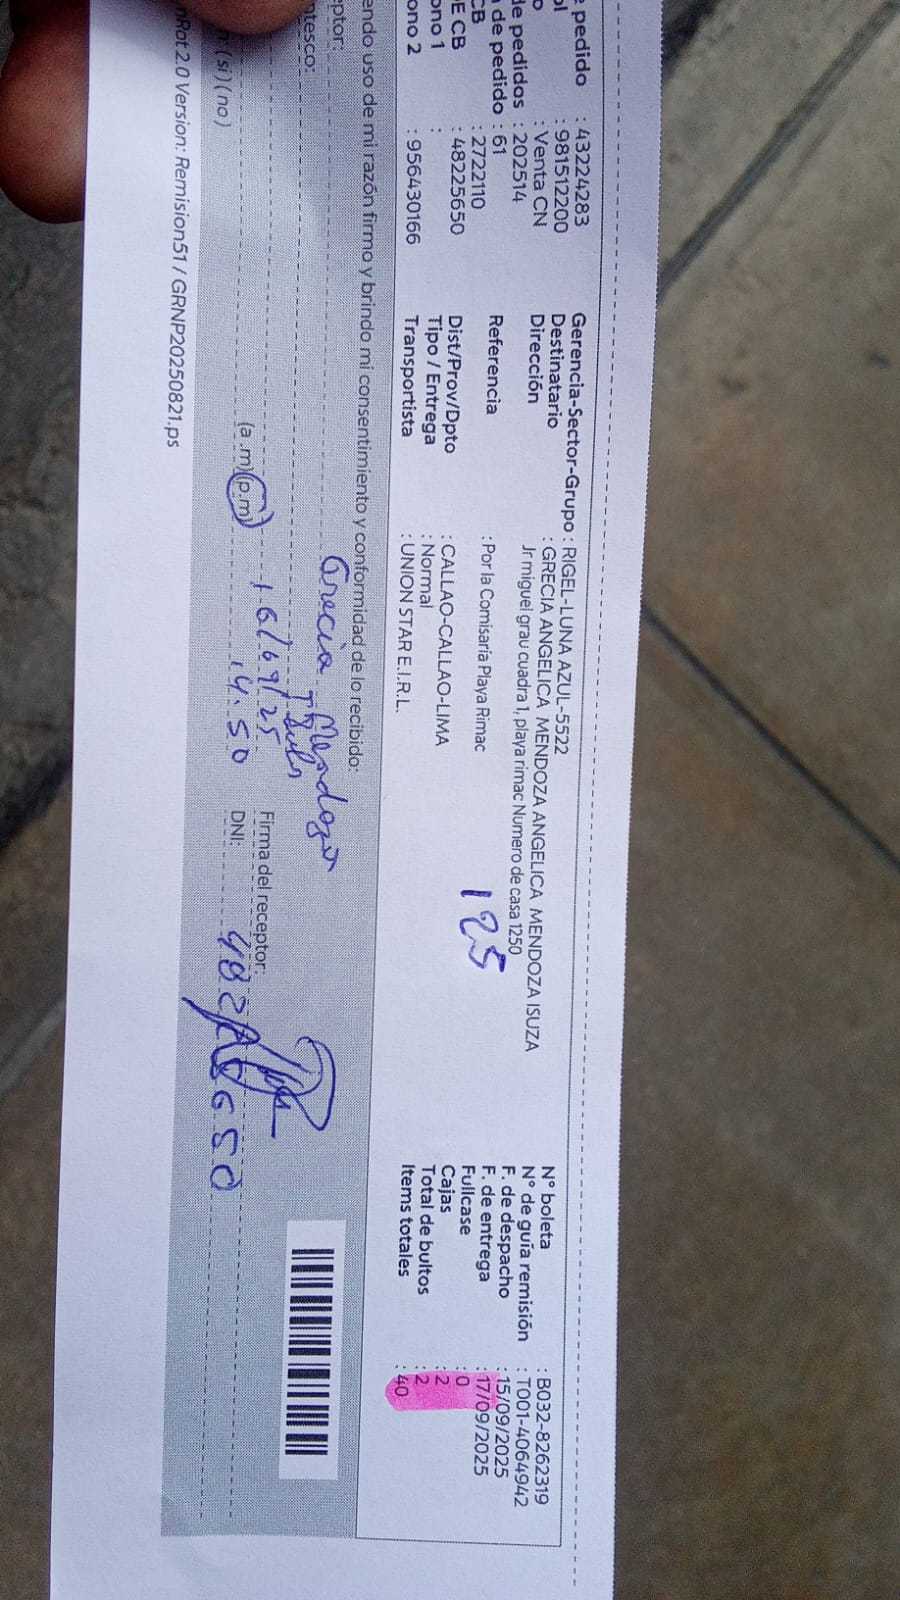 e pedido : 43224283
ol : 981512200
o : Venta CN
de pedidos : 202514
de pedido : 61
CB : 2722110
E CB : 48225650
ono 1 :
ono 2 : 956430166
Gerencia-Sector-Grupo : RIGEL-LUNA AZUL-5522
Destinatario : GRECIA ANGELICA MENDOZA ANGELICA MENDOZA ISUZA
Dirección Jr miguel grau cuadra 1, playa rimac Numero de casa 1250
Referencia : Por la Comisaria Playa Rimac
125
Dist/Prov/Dpto : CALLAO-CALLAO-LIMA
Tipo / Entrega : Normal
Transportista : UNION STAR E.I.R.L.
N° boleta : B032-8262319
N° de guía remisión : T001-4064942
F. de despacho : 15/09/2025
F. de entrega : 17/09/2025
Fullcase : 0
Cajas : 2
Total de bultos : 2
Items totales : 40
endo uso de mi razón firmo y brindo mi consentimiento y conformidad de lo recibido:
eptor: Grecia Mendoza
ntesco:
16/09/25 Firma del receptor:
(si) (no) (a .m)(p.m) 14:50 DNI: 48225650
nRot2.0 Version: Remision51 / GRNP20250821.ps